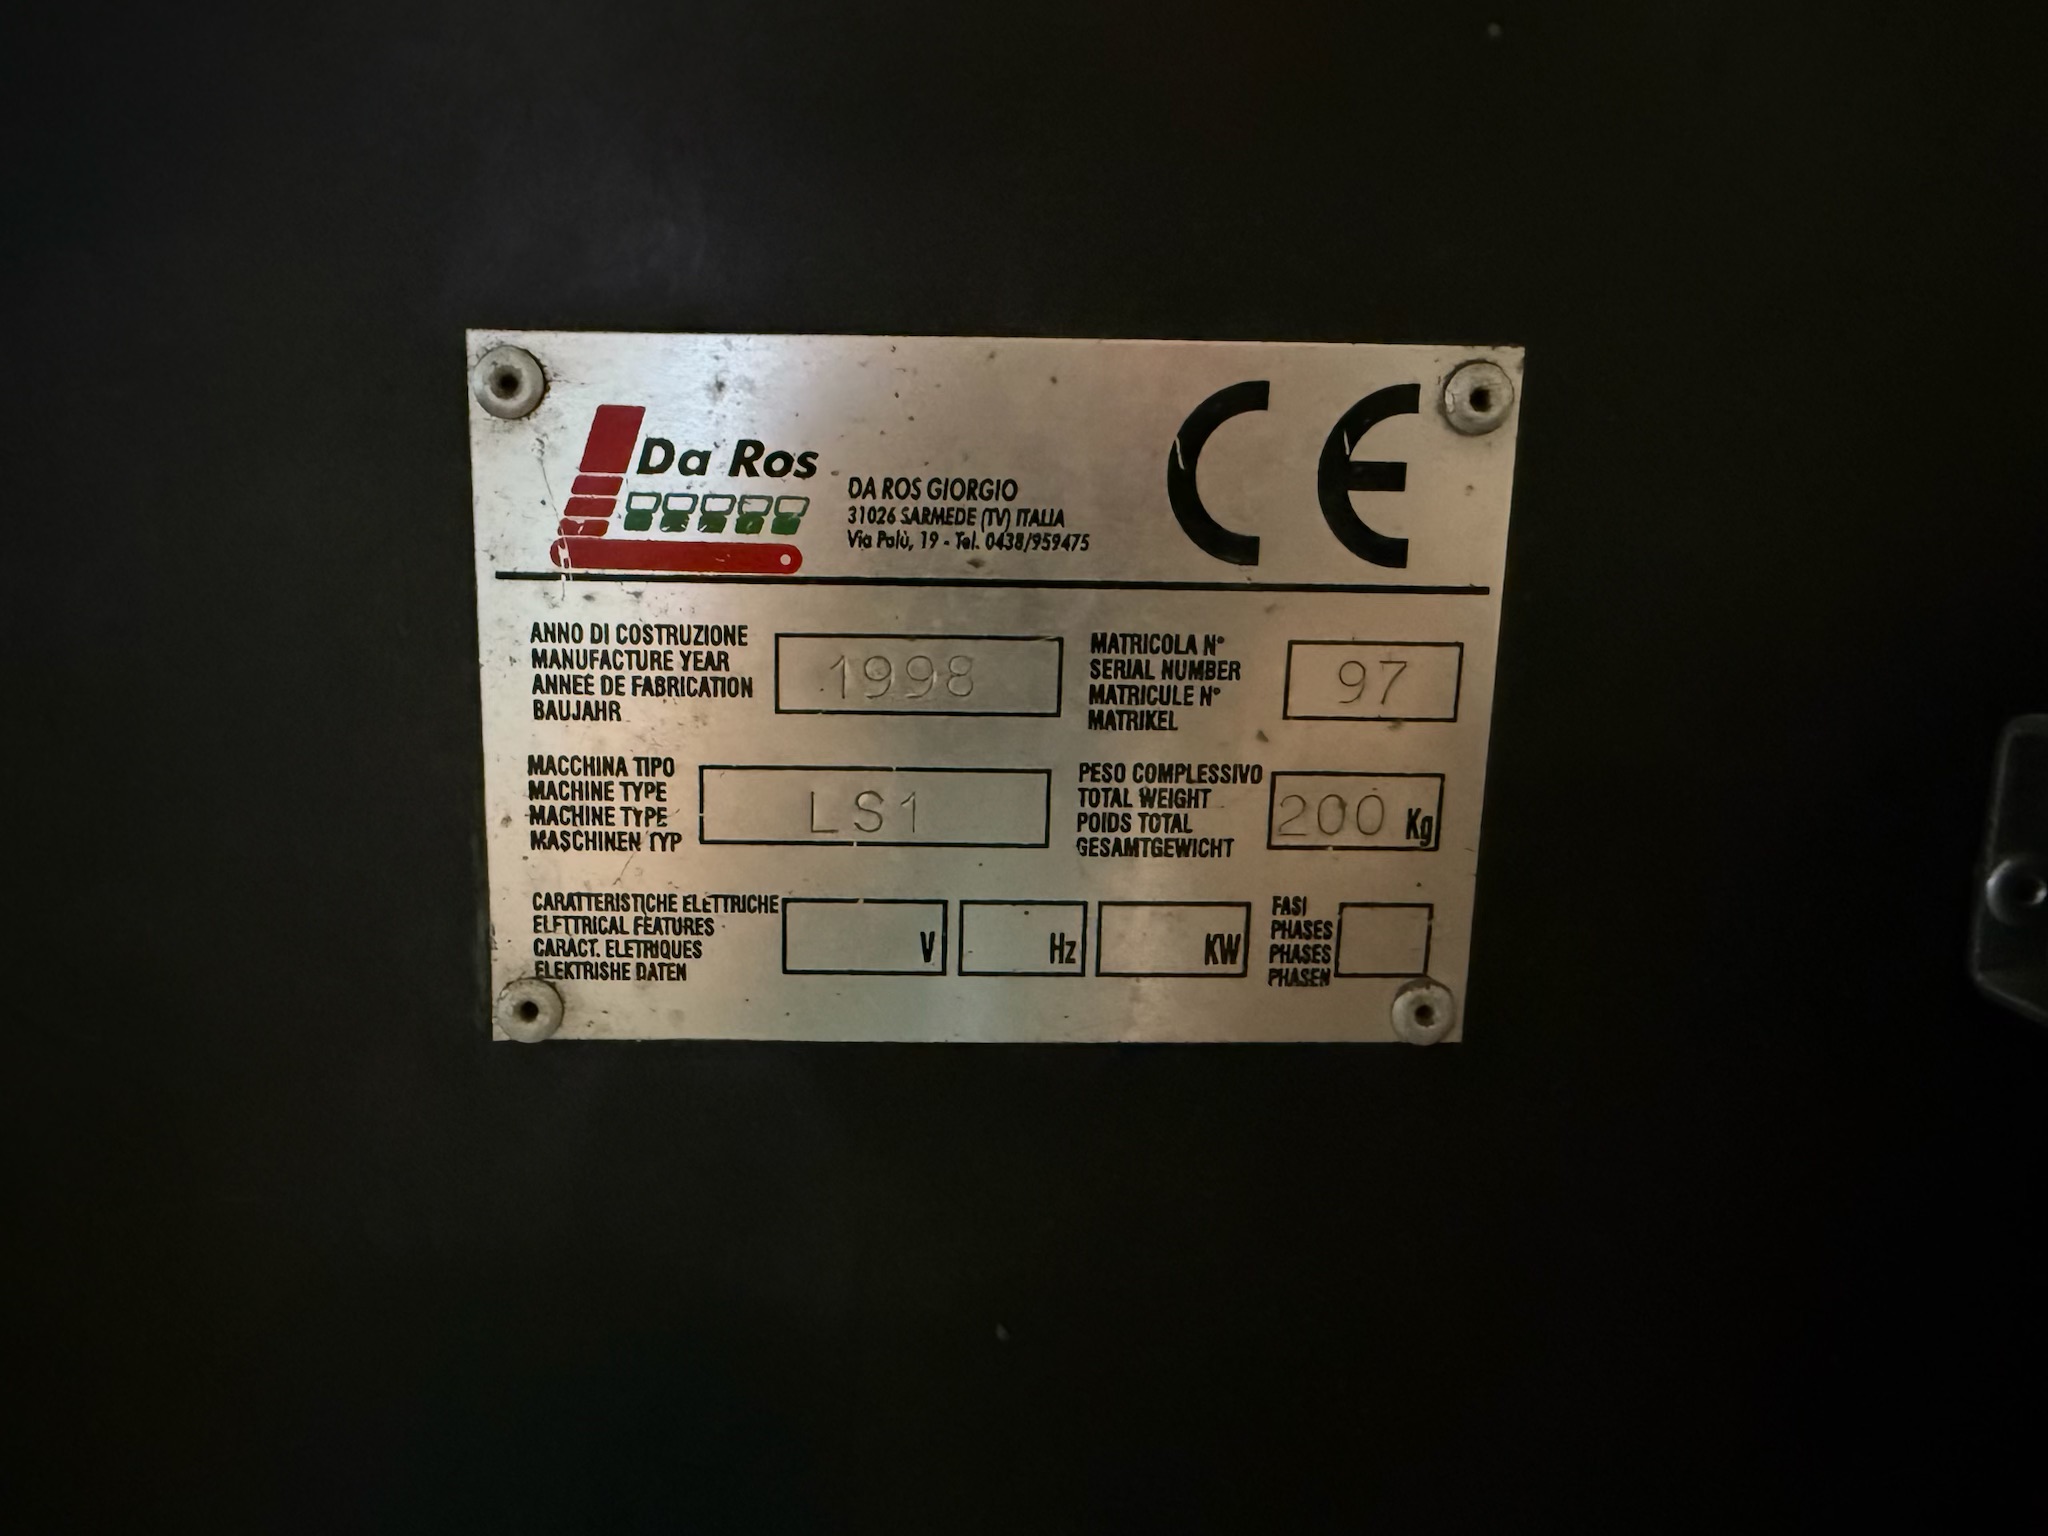 Da Ros
DA ROS GIORGIO
31026 SARMEDE (TV) ITALIA
Via Palù, 19 - Tel. 0438/959475
CE
ANNO DI COSTRUZIONE
MANUFACTURE YEAR
ANNEÉ DE FABRICATION
BAUJAHR
1998
MATRICOLA N°
SERIAL NUMBER
MATRICULE N°
MATRIKEL
97
MACCHINA TIPO
MACHINE TYPE
MACHINE TYPE
MASCHINEN TYP
LS1
PESO COMPLESSIVO
TOTAL WEIGHT
POIDS TOTAL
GESAMTGEWICHT
200 Kg
CARATTERISTICHE ELETTRICHE
ELFTTRICAL FEATURES
CARACT. ELETRIQUES
ELEKTRISHE DATEN
V
Hz
KW
FASI
PHASES
PHASES
PHASEN